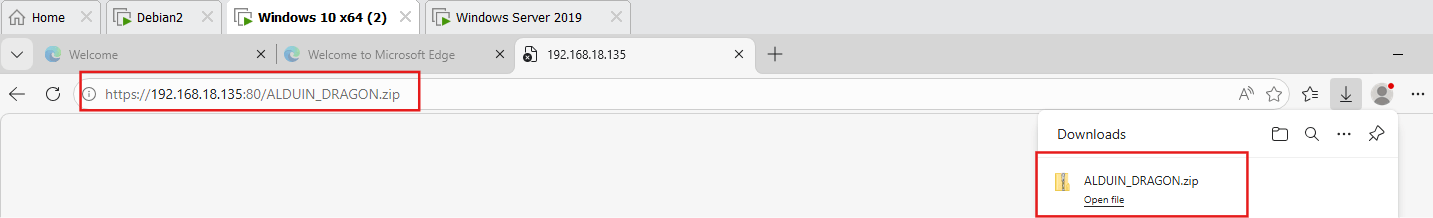 Home Debian2 Windows 10 x64 (2) Windows Server 2019
Welcome Welcome to Microsoft Edge 192.168.18.135
https://192.168.18.135:80/ALDUIN_DRAGON.zip
Downloads
ALDUIN_DRAGON.zip
Open file